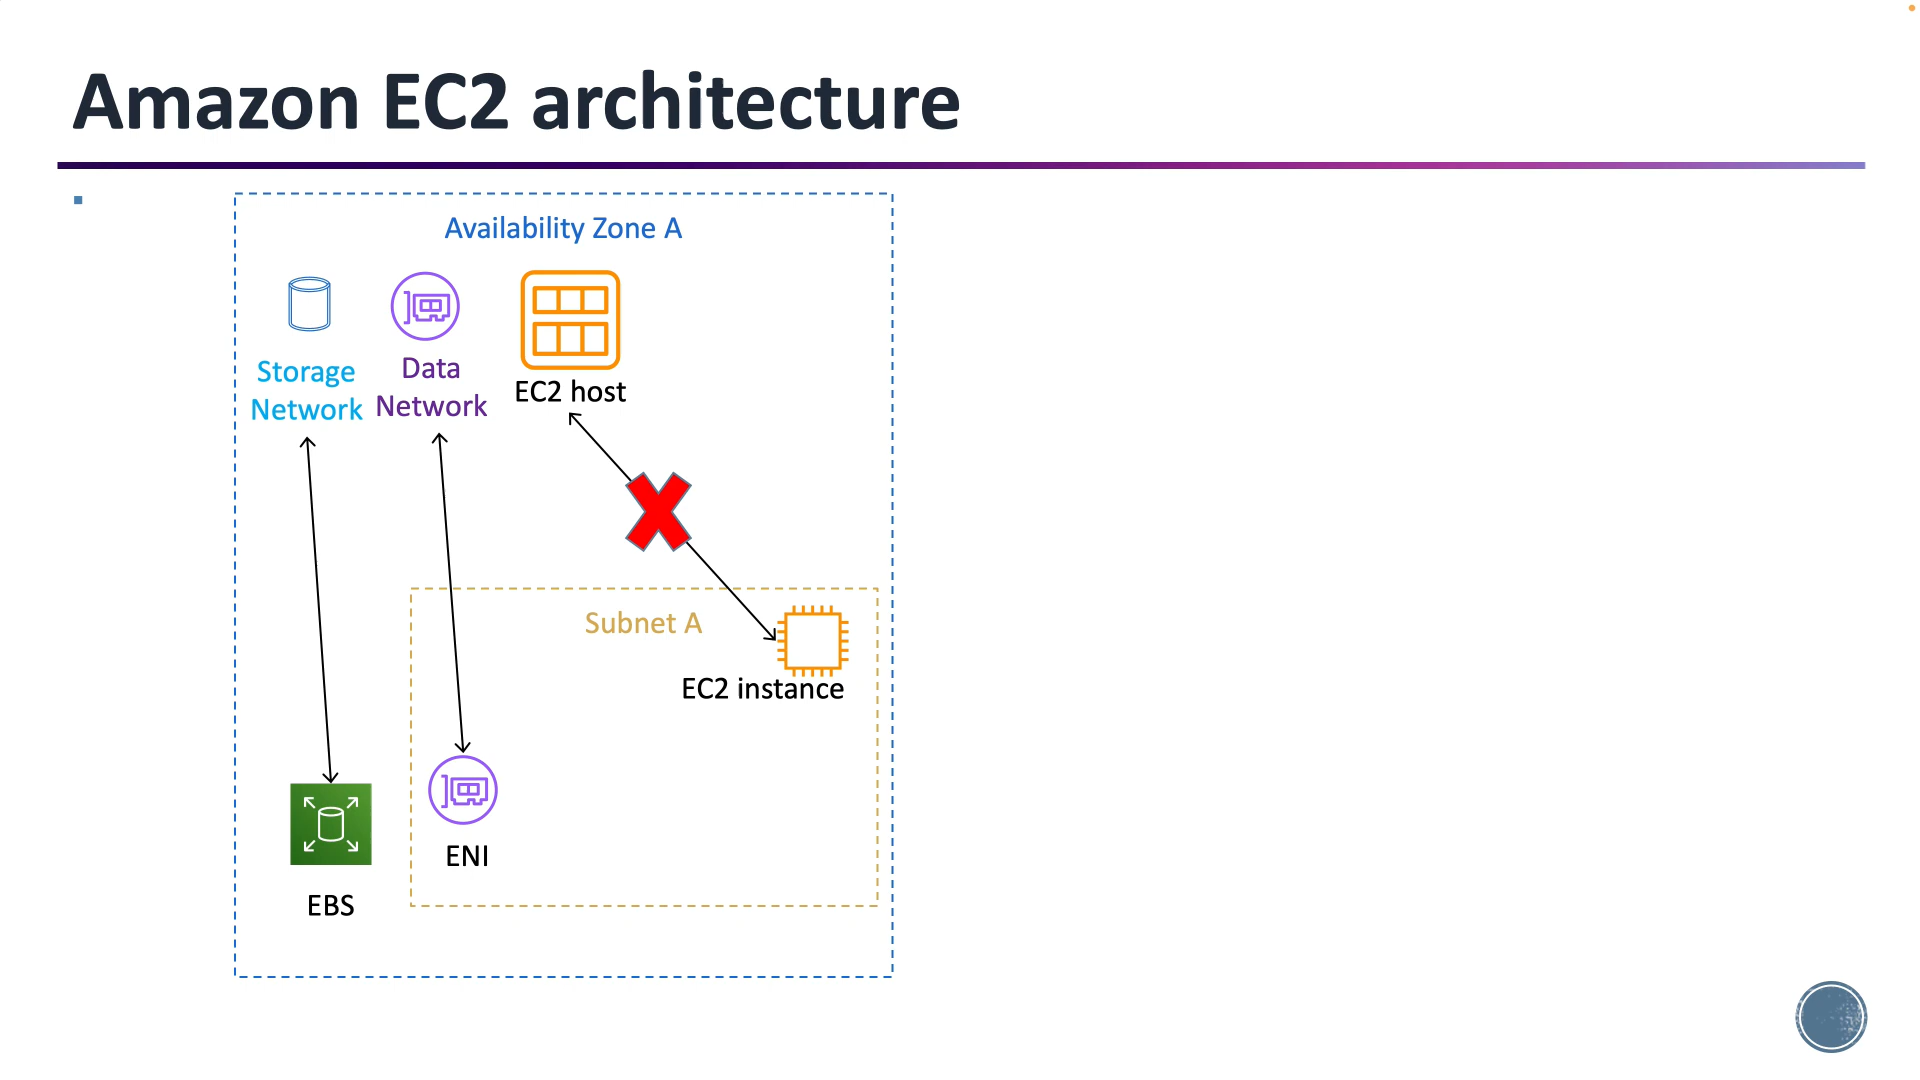 Amazon EC2 architecture
Availability Zone A
Storage
Network
Data
Network
EC2 host
Subnet A
EC2 instance
ENI
EBS